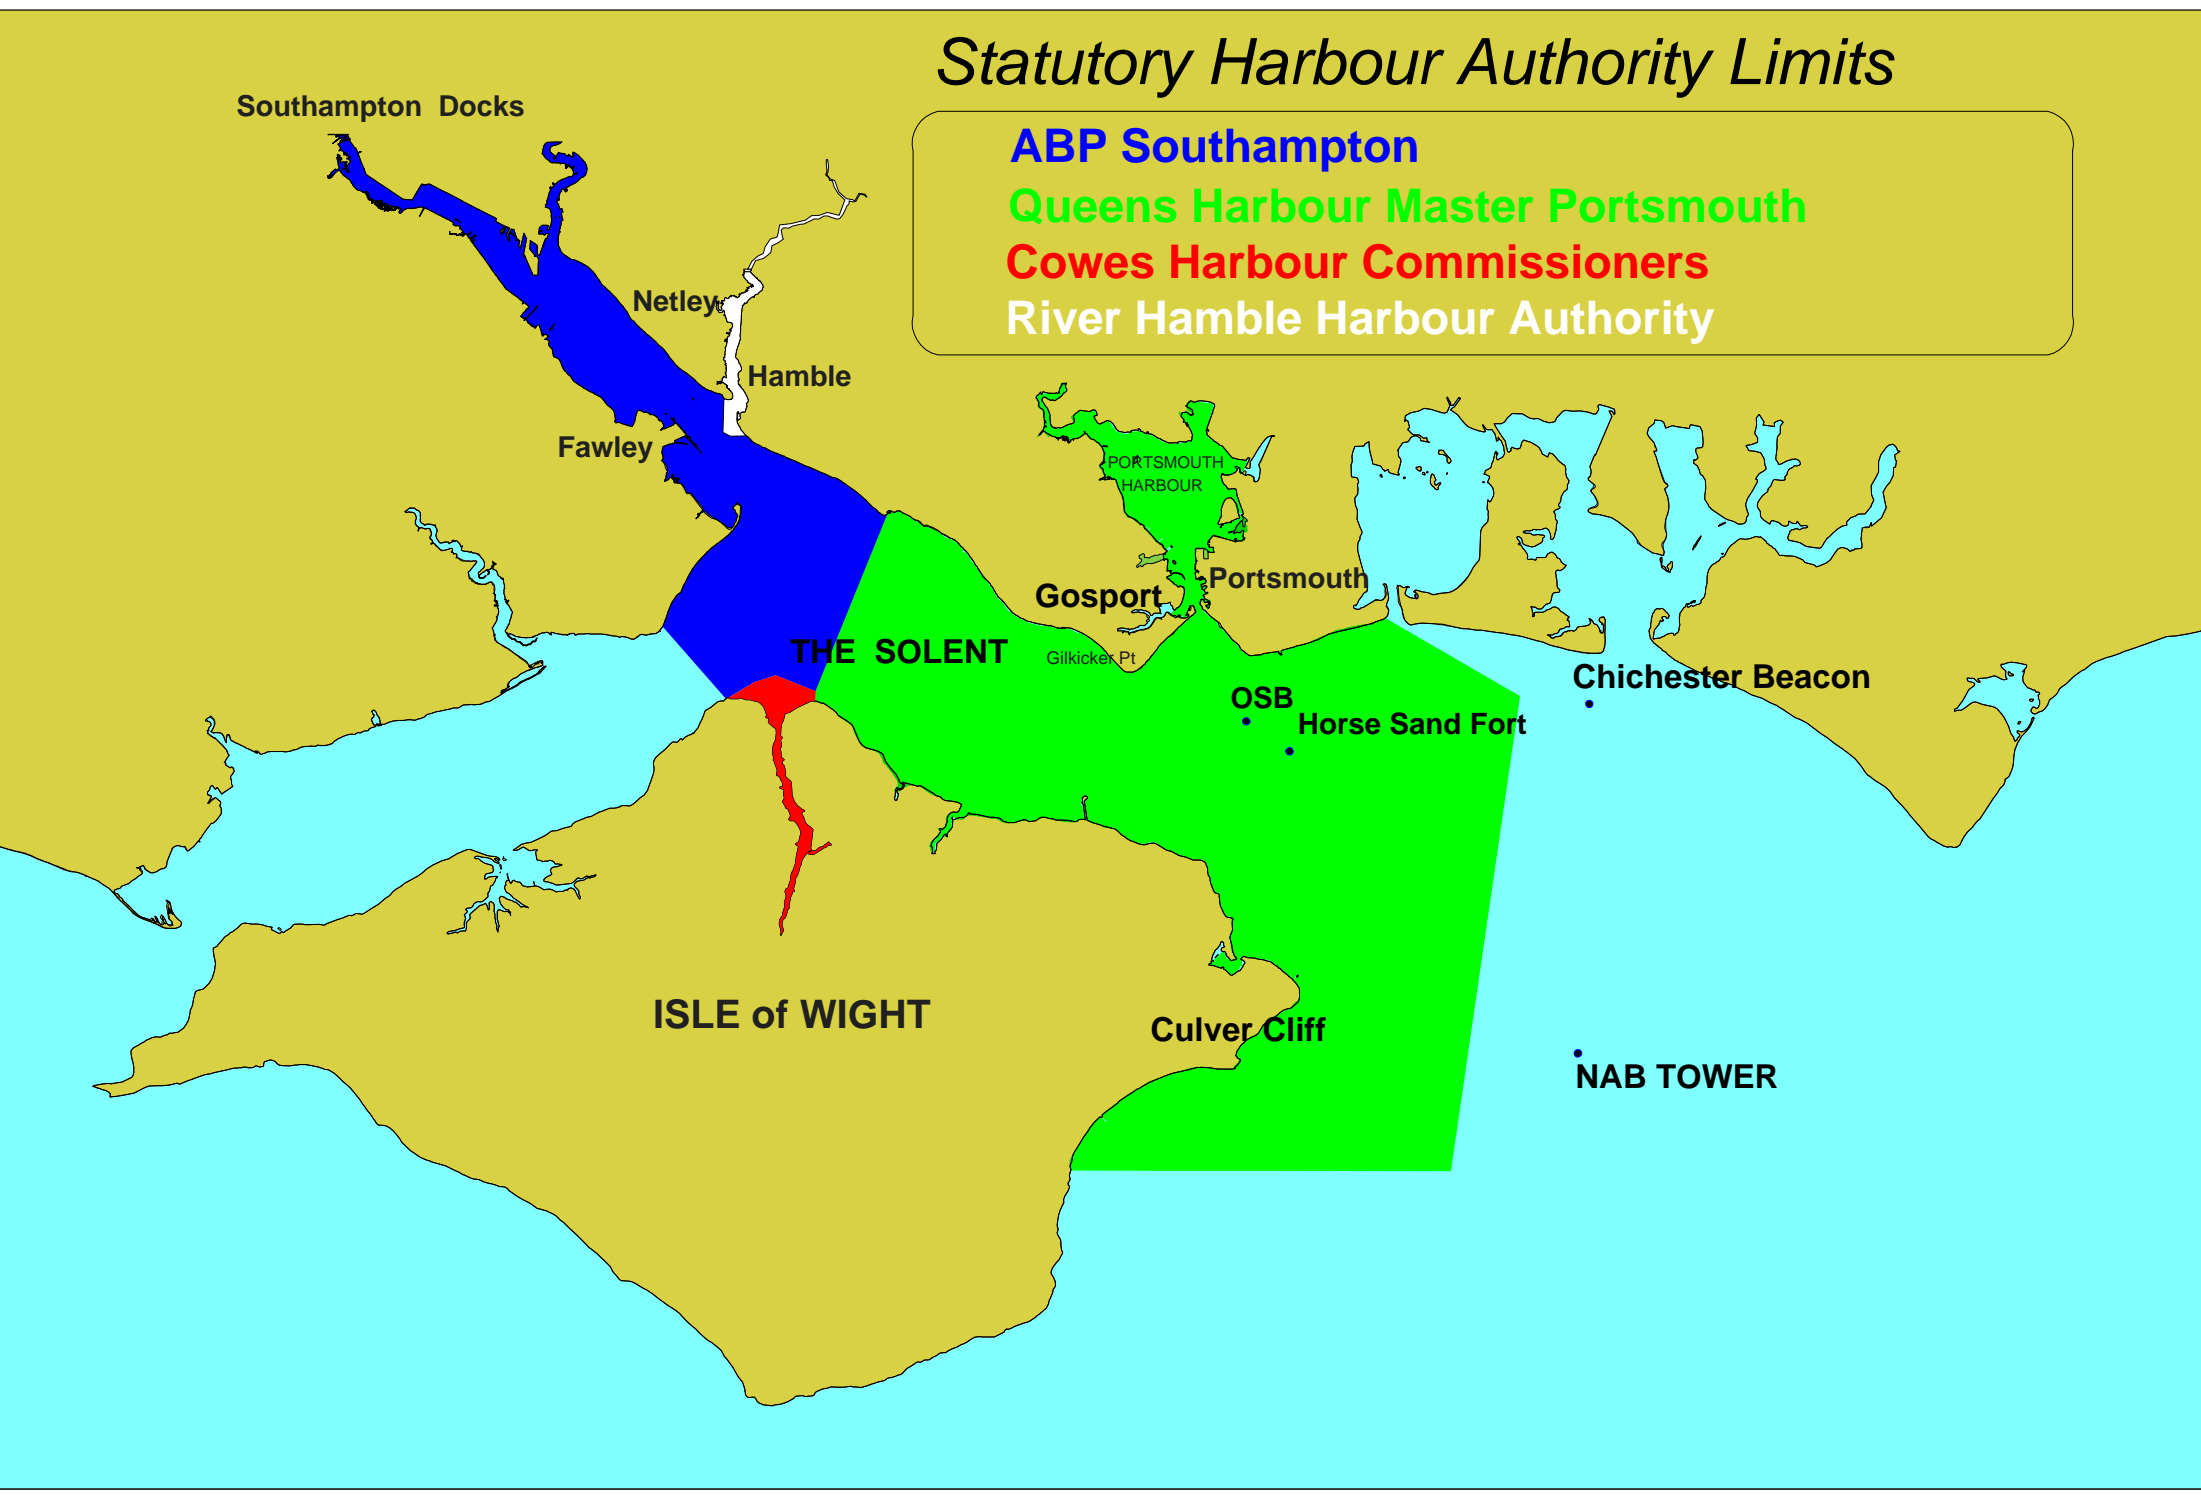 Statutory Harbour Authority Limits
Southampton Docks
ABP Southampton
Queens Harbour Master Portsmouth
Cowes Harbour Commissioners
River Hamble Harbour Authority
Netley
Hamble
Fawley
PORTSMOUTH
HARBOUR
Gosport
Portsmouth
THE SOLENT
Gilkicker Pt
Chichester Beacon
OSB
Horse Sand Fort
ISLE of WIGHT
Culver Cliff
NAB TOWER